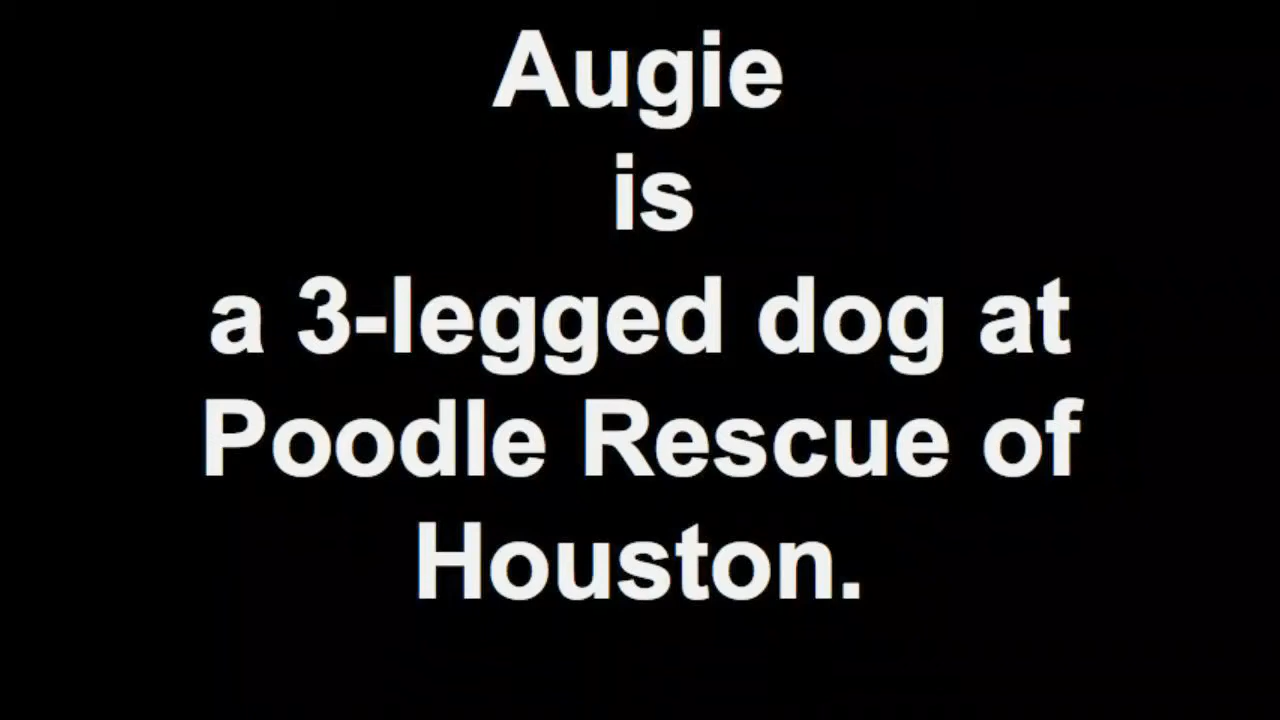 Augie
is
a 3-legged dog at
Poodle Rescue of
Houston.